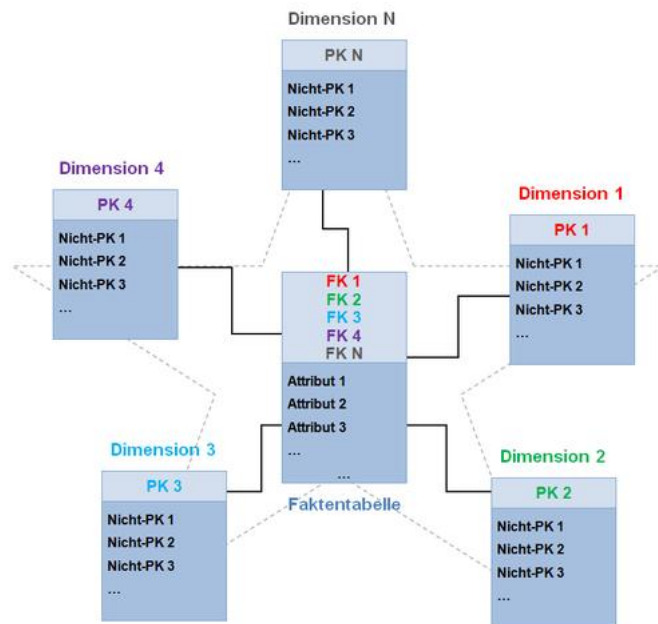 Dimension N
PK N
Nicht-PK 1
Nicht-PK 2
Nicht-PK 3
...
Dimension 4
PK 4
Nicht-PK 1
Nicht-PK 2
Nicht-PK 3
...
Dimension 1
PK 1
Nicht-PK 1
Nicht-PK 2
Nicht-PK 3
...
FK 1
FK 2
FK 3
FK 4
FK N
Attribut 1
Attribut 2
Attribut 3
...
...
Faktentabelle
Dimension 3
PK 3
Nicht-PK 1
Nicht-PK 2
Nicht-PK 3
...
Dimension 2
PK 2
Nicht-PK 1
Nicht-PK 2
Nicht-PK 3
...